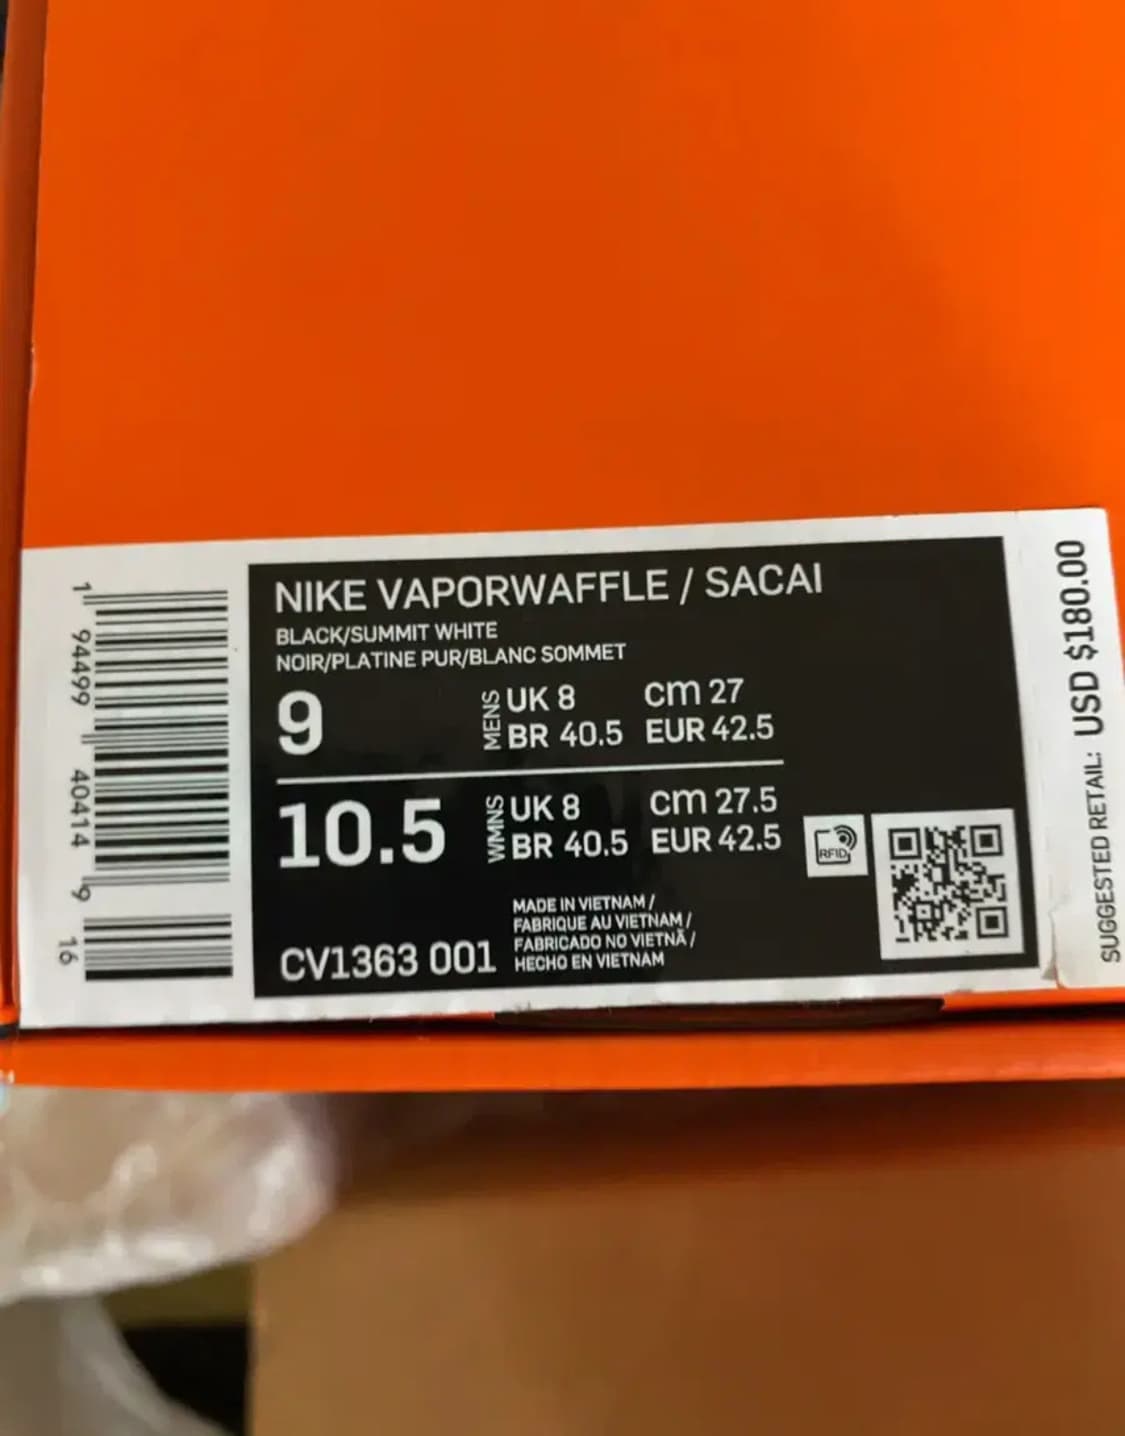 NIKE VAPORWAFFLE / SACAI
BLACK/SUMMIT WHITE
NOIR/PLATINE PUR/BLANC SOMMET
9 MENS UK 8 cm 27
BR 40.5 EUR 42.5
10.5 WMNS UK 8 cm 27.5
BR 40.5 EUR 42.5
RFID
MADE IN VIETNAM /
FABRIQUE AU VIETNAM /
FABRICADO NO VIETNÃ /
HECHO EN VIETNAM
CV1363 001
1 94499 40414 9 16
SUGGESTED RETAIL: USD $180.00